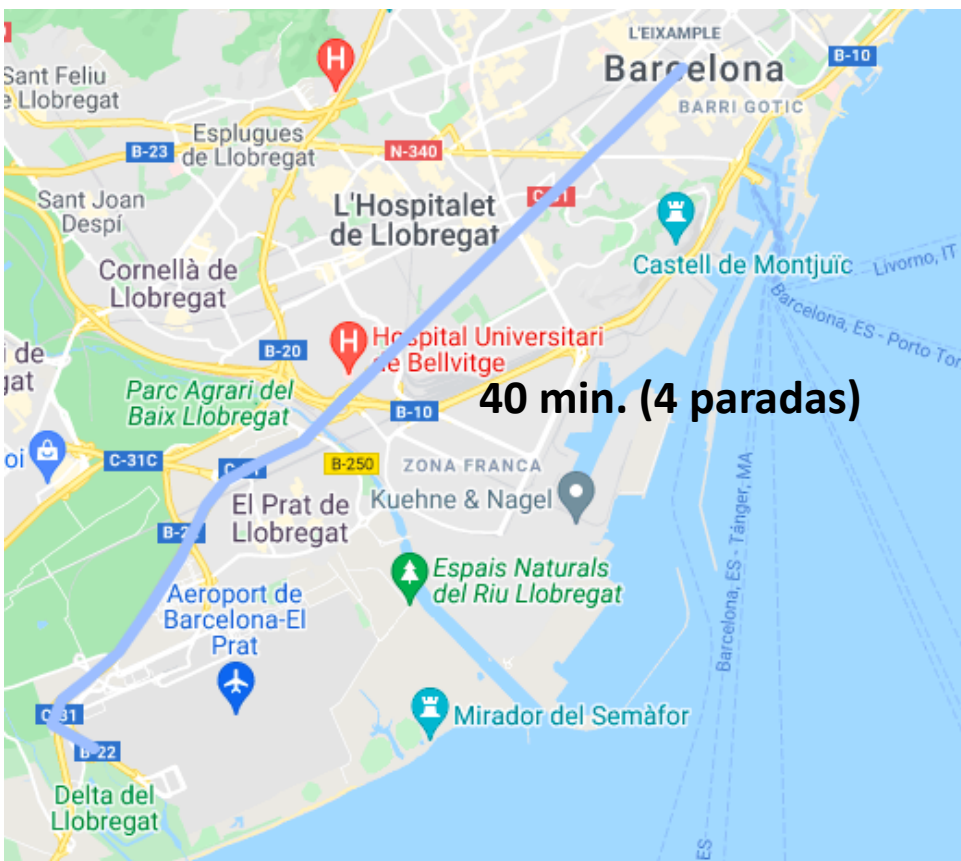 L'EIXAMPLE
Barcelona
B-10
BARRI GOTIC
Sant Feliu
e Llobregat
H
Esplugues
de Llobregat
B-23
N-340
Sant Joan
Despí
L'Hospitalet
de Llobregat
Castell de Montjuïc
Livorno, IT
Cornellà de
Llobregat
Barcelona, ES - Porto Tor
i de
gat
B-20
H
Hospital Universitari
de Bellvitge
Parc Agrari del
Baix Llobregat
B-10
40 min. (4 paradas)
oi
C-31C
B-250
ZONA FRANCA
El Prat de
Llobregat
Kuehne & Nagel
Barcelona, ES - Tánger, MA
Espais Naturals
del Riu Llobregat
Aeroport de
Barcelona-El
Prat
C-31
Mirador del Semàfor
B-22
Delta del
Llobregat
ES